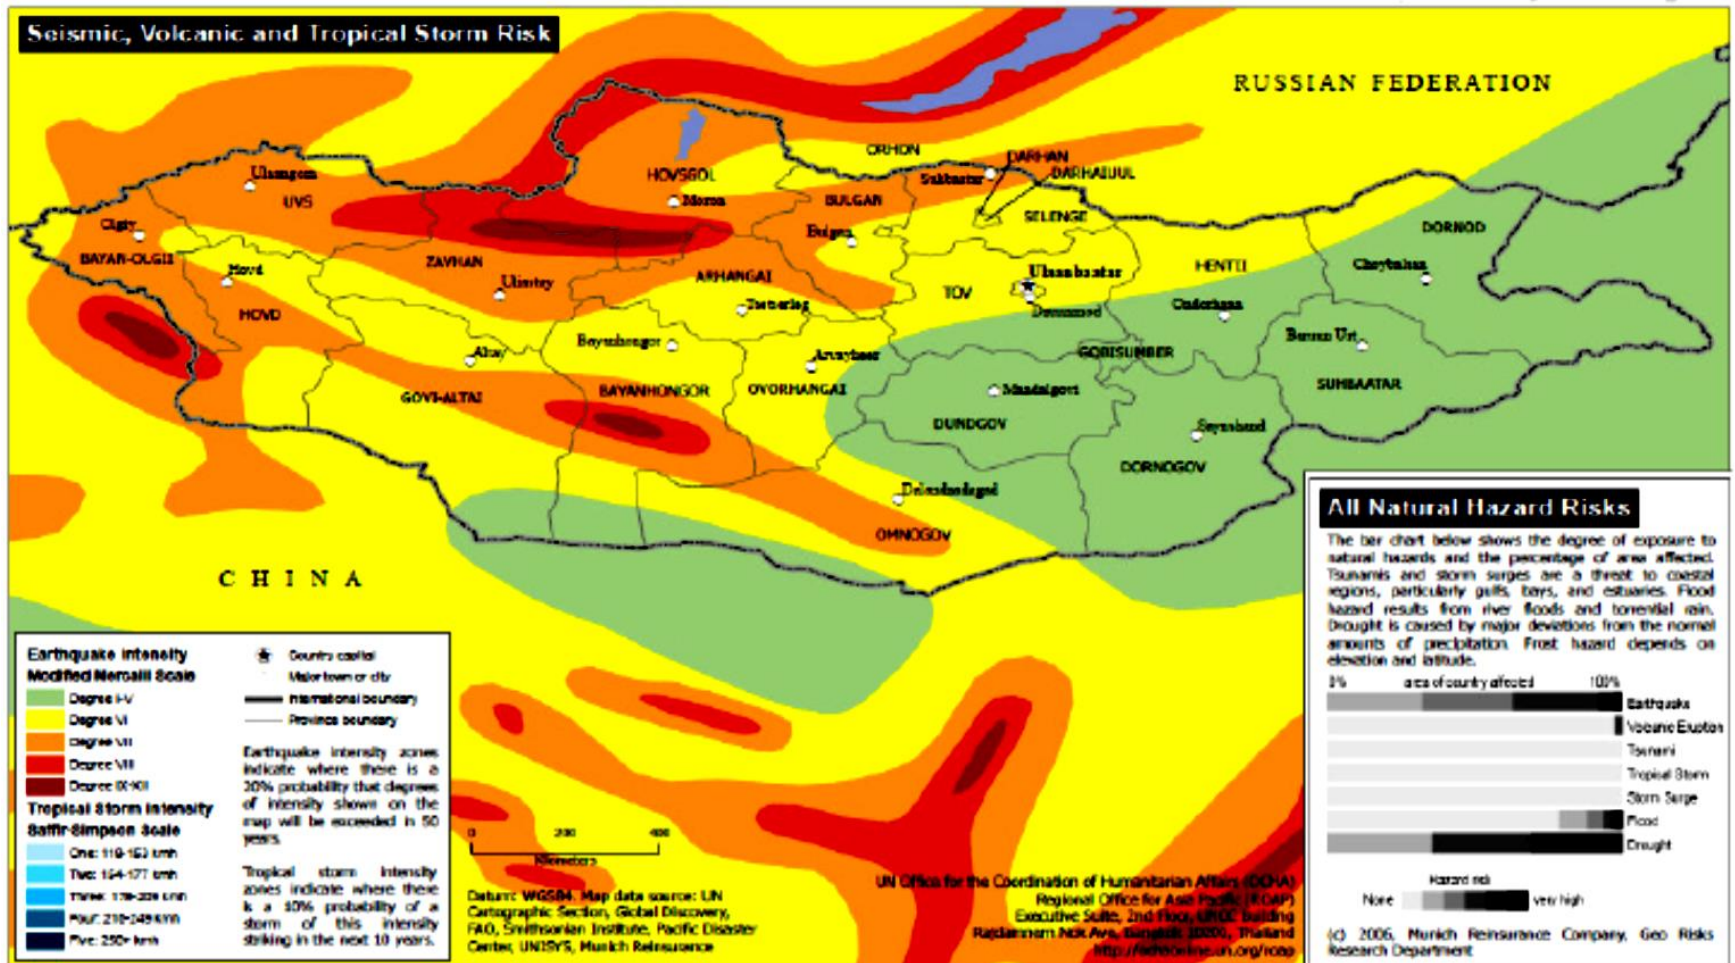 Seismic, Volcanic and Tropical Storm Risk
RUSSIAN FEDERATION
ORHON
DARHAN
DARHAIUUL
Sukbaatar
HOVSGOL
Moron
BULGAN
Bulgan
SELENGE
Ulaangom
UVS
DORNOD
BAYAN-OLGII
Hovd
ZAVHAN
Uliastay
ARHANGAI
Tsetserleg
Ulaanbaatar
TOV
HENTII
Choybalsan
HOVD
Bayanhongor
Arvayheer
Altay
GOBISUMBER
Baruun Urt
GOVI-ALTAI
BAYANHONGOR
OVORHANGAI
Mandalgovi
SUHBAATAR
DUNDGOV
Saynshand
DORNOGOV
Dalandzadgad
OMNOGOV
CHINA
Earthquake Intensity
Modified Mercalli Scale
Degree I-V
Degree VI
Degree VII
Degree VIII
Degree IX-XII
Tropical Storm Intensity
Saffir-Simpson Scale
One: 118-153 kmh
Two: 154-177 kmh
Five: 250+ kmh
Country capital
Major town or city
International boundary
Province boundary
Earthquake intensity zones
indicate where there is a
20% probability that degrees
of intensity shown on the
map will be exceeded in 50
years.
Tropical storm intensity
zones indicate where there
is a 10% probability of a
storm of this intensity
striking in the next 10 years.
0 200 400
Kilometers
Datum: WGS84. Map data source: UN
Cartographic Section, Global Discovery,
FAO, Smithsonian Institute, Pacific Disaster
Center, UNISYS, Munich Reinsurance
UN Office for the Coordination of Humanitarian Affairs (OCHA)
Regional Office for Asia Pacific (ROAP)
Executive Suite, 2nd Floor, UNCC Building
Rajdamnern Nok Ave, Bangkok 10200, Thailand
http://ochaonline.un.org/roap
All Natural Hazard Risks
The bar chart below shows the degree of exposure to
natural hazards and the percentage of area affected.
Tsunamis and storm surges are a threat to coastal
regions, particularly gulfs, bays, and estuaries. Flood
hazard results from river floods and torrential rain.
Drought is caused by major deviations from the normal
amounts of precipitation. Frost hazard depends on
elevation and latitude.
0% area of country affected 100%
Earthquake
Volcanic Eruption
Tsunami
Tropical Storm
Storm Surge
Flood
Drought
Hazard risk
None very high
(c) 2006, Munich Reinsurance Company, Geo Risks
Research Department